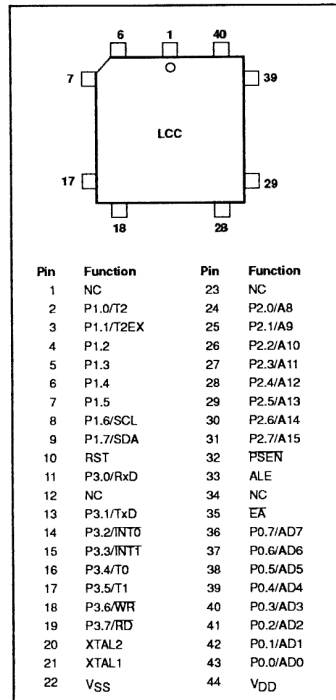 6 1 40
7 39
LCC
17 29
18 28
Pin Function Pin Function
1 NC 23 NC
2 P1.0/T2 24 P2.0/A8
3 P1.1/T2EX 25 P2.1/A9
4 P1.2 26 P2.2/A10
5 P1.3 27 P2.3/A11
6 P1.4 28 P2.4/A12
7 P1.5 29 P2.5/A13
8 P1.6/SCL 30 P2.6/A14
9 P1.7/SDA 31 P2.7/A15
10 RST 32 P̅S̅E̅N̅
11 P3.0/RxD 33 ALE
12 NC 34 NC
13 P3.1/TxD 35 E̅A̅
14 P3.2/I̅N̅T̅0̅ 36 P0.7/AD7
15 P3.3/I̅N̅T̅1̅ 37 P0.6/AD6
16 P3.4/T0 38 P0.5/AD5
17 P3.5/T1 39 P0.4/AD4
18 P3.6/W̅R̅ 40 P0.3/AD3
19 P3.7/R̅D̅ 41 P0.2/AD2
20 XTAL2 42 P0.1/AD1
21 XTAL1 43 P0.0/AD0
22 VSS 44 VDD